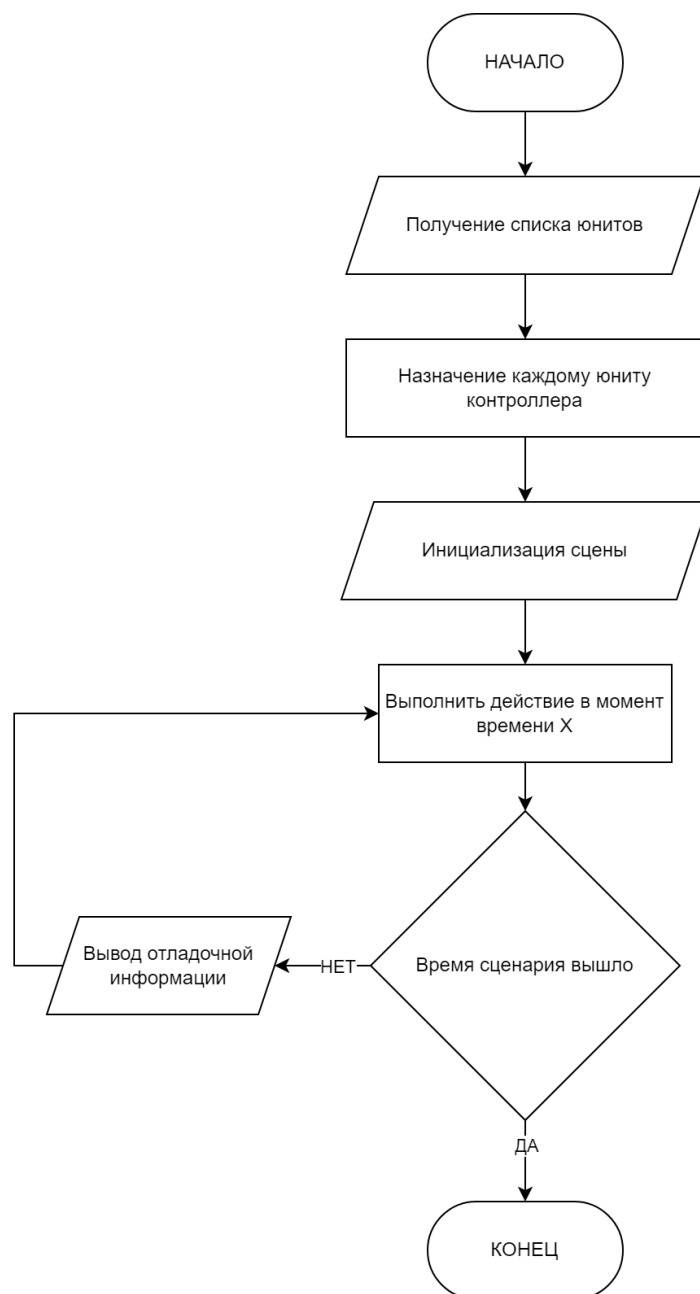 НАЧАЛО
Получение списка юнитов
Назначение каждому юниту
контроллера
Инициализация сцены
Выполнить действие в момент
времени X
Вывод отладочной
информации
НЕТ
Время сценария вышло
ДА
КОНЕЦ